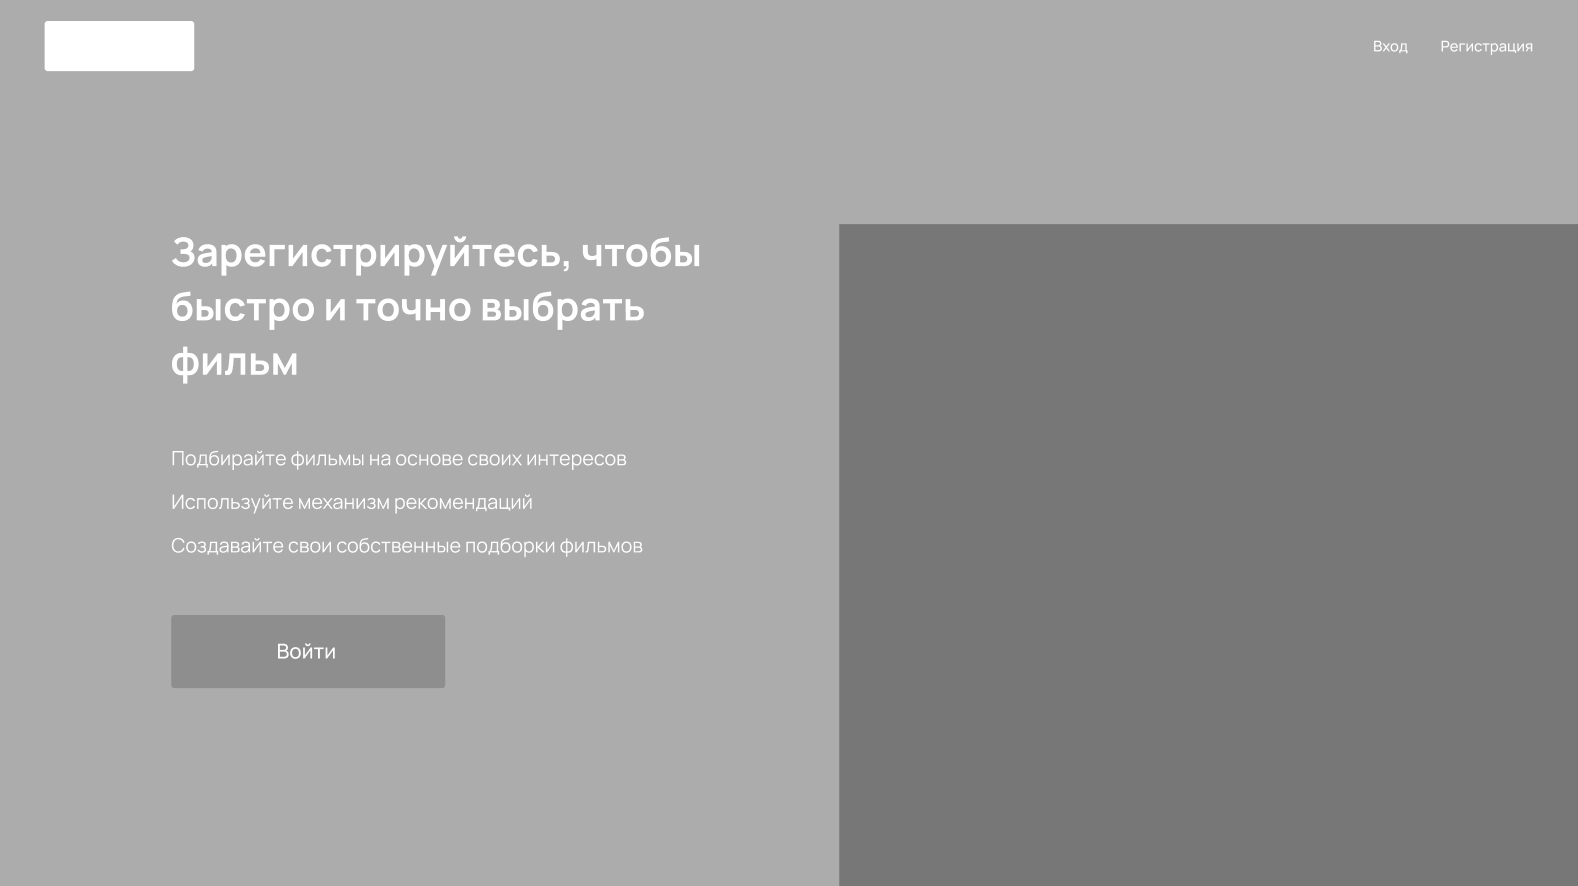 Вход
Регистрация
Зарегистрируйтесь, чтобы
быстро и точно выбрать
фильм
Подбирайте фильмы на основе своих интересов
Используйте механизм рекомендаций
Создавайте свои собственные подборки фильмов
Войти